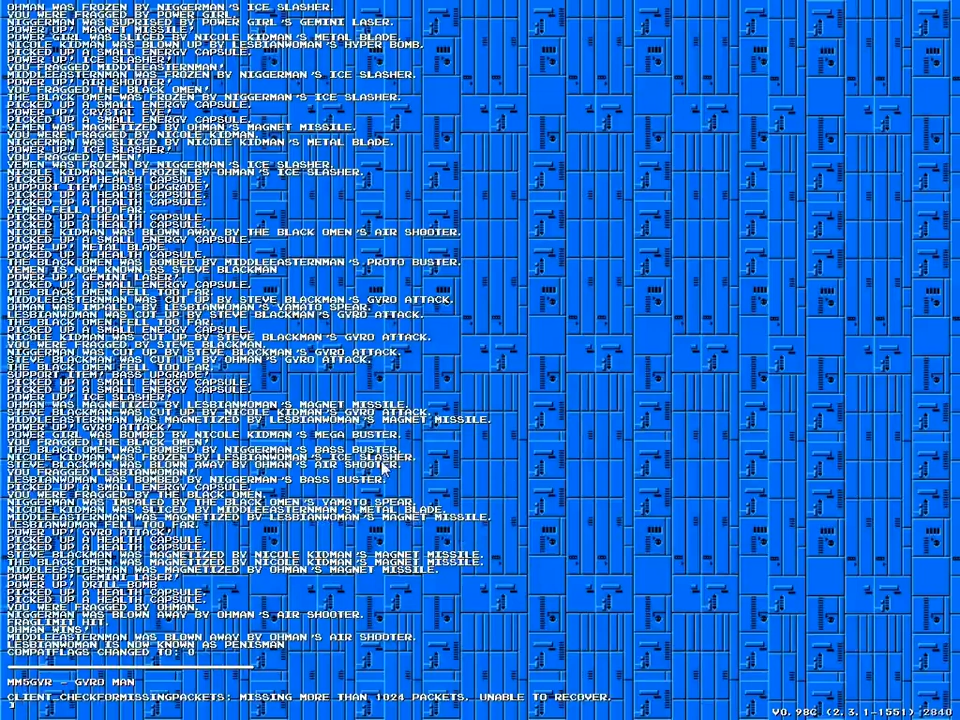 OHMAN WAS FROZEN BY NIGGERMAN'S ICE SLASHER.
YOU WERE FRAGGED BY POWER GIRL.
NIGGERMAN WAS SUPRISED BY POWER GIRL'S GEMINI LASER.
POWER UP, MAGNET MISSILE!
POWER GIRL WAS SLICED BY NICOLE KIDMAN'S METAL BLADE.
NICOLE KIDMAN WAS BLOWN UP BY LESBIANWOMAN'S HYPER BOMB.
PICKED UP A SMALL ENERGY CAPSULE.
POWER UP, ICE SLASHER!
YOU FRAGGED MIDDLEEASTERNMAN!
MIDDLEEASTERNMAN WAS FROZEN BY NIGGERMAN'S ICE SLASHER.
POWER UP, AIR SHOOTER!
YOU FRAGGED THE BLACK OMEN!
THE BLACK OMEN WAS FROZEN BY NIGGERMAN'S ICE SLASHER.
PICKED UP A SMALL ENERGY CAPSULE.
POWER UP, CRYSTAL EYE!
PICKED UP A SMALL ENERGY CAPSULE.
YEMEN WAS MAGNETIZED BY OHMAN'S MAGNET MISSILE.
YOU WERE FRAGGED BY NICOLE KIDMAN.
NIGGERMAN WAS SLICED BY NICOLE KIDMAN'S METAL BLADE.
POWER UP, ICE SLASHER!
YOU FRAGGED YEMEN!
YEMEN WAS FROZEN BY NIGGERMAN'S ICE SLASHER.
NICOLE KIDMAN WAS FROZEN BY OHMAN'S ICE SLASHER.
PICKED UP A HEALTH CAPSULE.
SUPPORT ITEM, BASS UPGRADE!
PICKED UP A HEALTH CAPSULE.
PICKED UP A HEALTH CAPSULE.
YEMEN FELL TOO FAR.
PICKED UP A HEALTH CAPSULE.
PICKED UP A HEALTH CAPSULE.
NICOLE KIDMAN WAS BLOWN AWAY BY THE BLACK OMEN'S AIR SHOOTER.
PICKED UP A SMALL ENERGY CAPSULE.
POWER UP, METAL BLADE
PICKED UP A HEALTH CAPSULE.
THE BLACK OMEN WAS BOMBED BY MIDDLEEASTERNMAN'S PROTO BUSTER.
YEMEN IS NOW KNOWN AS STEVE BLACKMAN
POWER UP, GEMINI LASER!
PICKED UP A SMALL ENERGY CAPSULE.
THE BLACK OMEN FELL TOO FAR.
MIDDLEEASTERNMAN WAS CUT UP BY STEVE BLACKMAN'S GYRO ATTACK.
OHMAN WAS IMPALED BY LESBIANWOMAN'S YAMATO SPEAR.
LESBIANWOMAN WAS CUT UP BY STEVE BLACKMAN'S GYRO ATTACK.
THE BLACK OMEN FELL TOO FAR.
PICKED UP A SMALL ENERGY CAPSULE.
NICOLE KIDMAN WAS CUT UP BY STEVE BLACKMAN'S GYRO ATTACK.
YOU WERE FRAGGED BY STEVE BLACKMAN.
NIGGERMAN WAS CUT UP BY STEVE BLACKMAN'S GYRO ATTACK.
STEVE BLACKMAN WAS CUT UP BY OHMAN'S GYRO ATTACK.
THE BLACK OMEN FELL TOO FAR.
SUPPORT ITEM, BASS UPGRADE!
PICKED UP A SMALL ENERGY CAPSULE.
PICKED UP A SMALL ENERGY CAPSULE.
POWER UP, ICE SLASHER!
OHMAN WAS MAGNETIZED BY LESBIANWOMAN'S MAGNET MISSILE.
STEVE BLACKMAN WAS CUT UP BY NICOLE KIDMAN'S GYRO ATTACK.
MIDDLEEASTERNMAN WAS MAGNETIZED BY LESBIANWOMAN'S MAGNET MISSILE.
POWER UP, GYRO ATTACK!
POWER GIRL WAS BOMBED BY NICOLE KIDMAN'S MEGA BUSTER.
YOU FRAGGED THE BLACK OMEN!
THE BLACK OMEN WAS BOMBED BY NIGGERMAN'S BASS BUSTER.
NICOLE KIDMAN WAS FROZEN BY LESBIANWOMAN'S ICE SLASHER.
STEVE BLACKMAN WAS BLOWN AWAY BY OHMAN'S AIR SHOOTER.
YOU FRAGGED LESBIANWOMAN!
LESBIANWOMAN WAS BOMBED BY NIGGERMAN'S BASS BUSTER.
PICKED UP A SMALL ENERGY CAPSULE.
YOU WERE FRAGGED BY THE BLACK OMEN.
NIGGERMAN WAS IMPALED BY THE BLACK OMEN'S YAMATO SPEAR.
NICOLE KIDMAN WAS SLICED BY MIDDLEEASTERNMAN'S METAL BLADE.
MIDDLEEASTERNMAN WAS MAGNETIZED BY LESBIANWOMAN'S MAGNET MISSILE.
LESBIANWOMAN FELL TOO FAR.
POWER UP, GYRO ATTACK!
PICKED UP A HEALTH CAPSULE.
PICKED UP A HEALTH CAPSULE.
STEVE BLACKMAN WAS MAGNETIZED BY NICOLE KIDMAN'S MAGNET MISSILE.
THE BLACK OMEN WAS MAGNETIZED BY NICOLE KIDMAN'S MAGNET MISSILE.
MIDDLEEASTERNMAN WAS MAGNETIZED BY OHMAN'S MAGNET MISSILE.
POWER UP, GEMINI LASER!
POWER UP, DRILL BOMB
PICKED UP A HEALTH CAPSULE.
PICKED UP A HEALTH CAPSULE.
YOU WERE FRAGGED BY OHMAN.
NIGGERMAN WAS BLOWN AWAY BY OHMAN'S AIR SHOOTER.
FRAGLIMIT HIT.
OHMAN WINS!
MIDDLEEASTERNMAN WAS BLOWN AWAY BY OHMAN'S AIR SHOOTER.
LESBIANWOMAN IS NOW KNOWN AS PENISMAN
COMPATFLAGS CHANGED TO: 0
MM5GYR - GYRO MAN
CLIENT_CHECKFORMISSINGPACKETS: MISSING MORE THAN 1024 PACKETS. UNABLE TO RECOVER.
]
V0.98C (2.3.1-1551) 2840